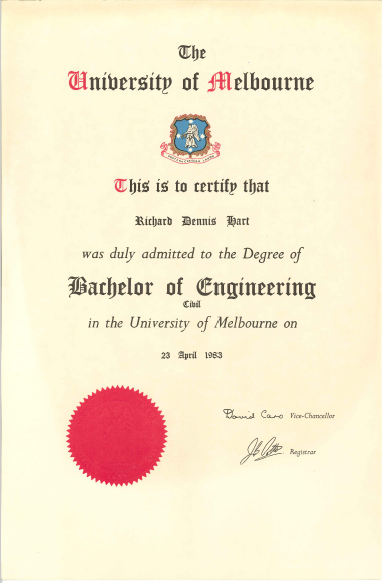 The
University of Melbourne
POSTERA CRESCAM LAUDE
This is to certify that
Richard Dennis Hart
was duly admitted to the Degree of
Bachelor of Engineering
Civil
in the University of Melbourne on
23 April 1983
David Caro Vice-Chancellor
Registrar